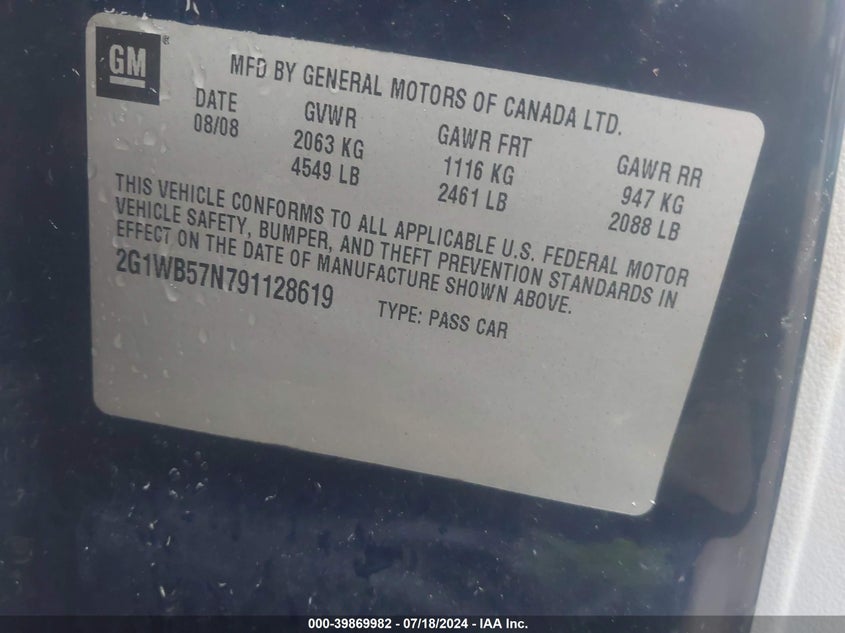 GM
MFD BY GENERAL MOTORS OF CANADA LTD.
DATE GVWR GAWR FRT GAWR RR
08/08 2063 KG 1116 KG 947 KG
4549 LB 2461 LB 2088 LB
THIS VEHICLE CONFORMS TO ALL APPLICABLE U.S. FEDERAL MOTOR
VEHICLE SAFETY, BUMPER, AND THEFT PREVENTION STANDARDS IN
EFFECT ON THE DATE OF MANUFACTURE SHOWN ABOVE.
2G1WB57N791128619 TYPE: PASS CAR
000-39869982 / 07/18/2024 - IAA Inc.